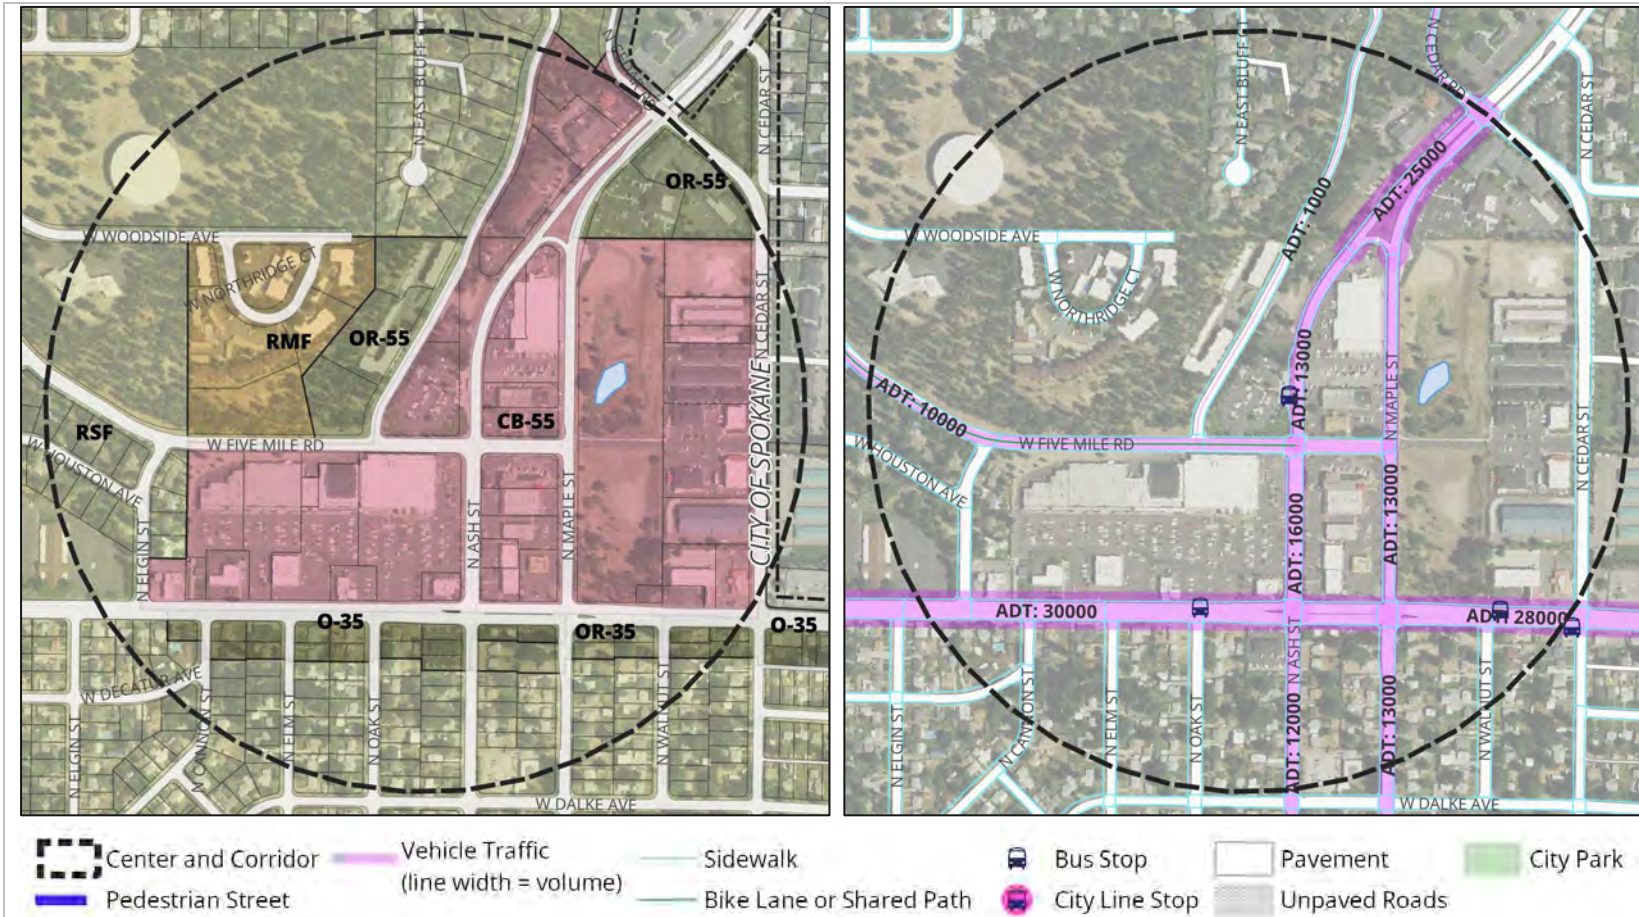 N EAST BLUFF CT
N CEDAR RD
N CEDAR ST
OR-55
W WOODSIDE AVE
W NORTHRIDGE CT
RMF
OR-55
N CEDAR ST
CITY OF SPOKANE
CB-55
RSF
W FIVE MILE RD
W HOUSTON AVE
N ELGIN ST
N ASH ST
N MAPLE ST
O-35
OR-35
O-35
W DECATUR AVE
N ELGIN ST
N CANNON ST
N ELM ST
N OAK ST
N WALNUT ST
W DALKE AVE
N EAST BLUFF CT
N CEDAR RD
N CEDAR ST
ADT: 25000
ADT: 1000
W WOODSIDE AVE
W NORTHRIDGE CT
ADT: 13000
N MAPLE ST
ADT: 10000
W FIVE MILE RD
W HOUSTON AVE
N CEDAR ST
ADT: 16000
ADT: 13000
ADT: 30000
ADT: 28000
N ASH ST
ADT: 12000
ADT: 13000
N ELGIN ST
N CANNON ST
N ELM ST
N OAK ST
N WALNUT ST
W DALKE AVE
Center and Corridor
Pedestrian Street
Vehicle Traffic
(line width = volume)
Sidewalk
Bike Lane or Shared Path
Bus Stop
City Line Stop
Pavement
Unpaved Roads
City Park